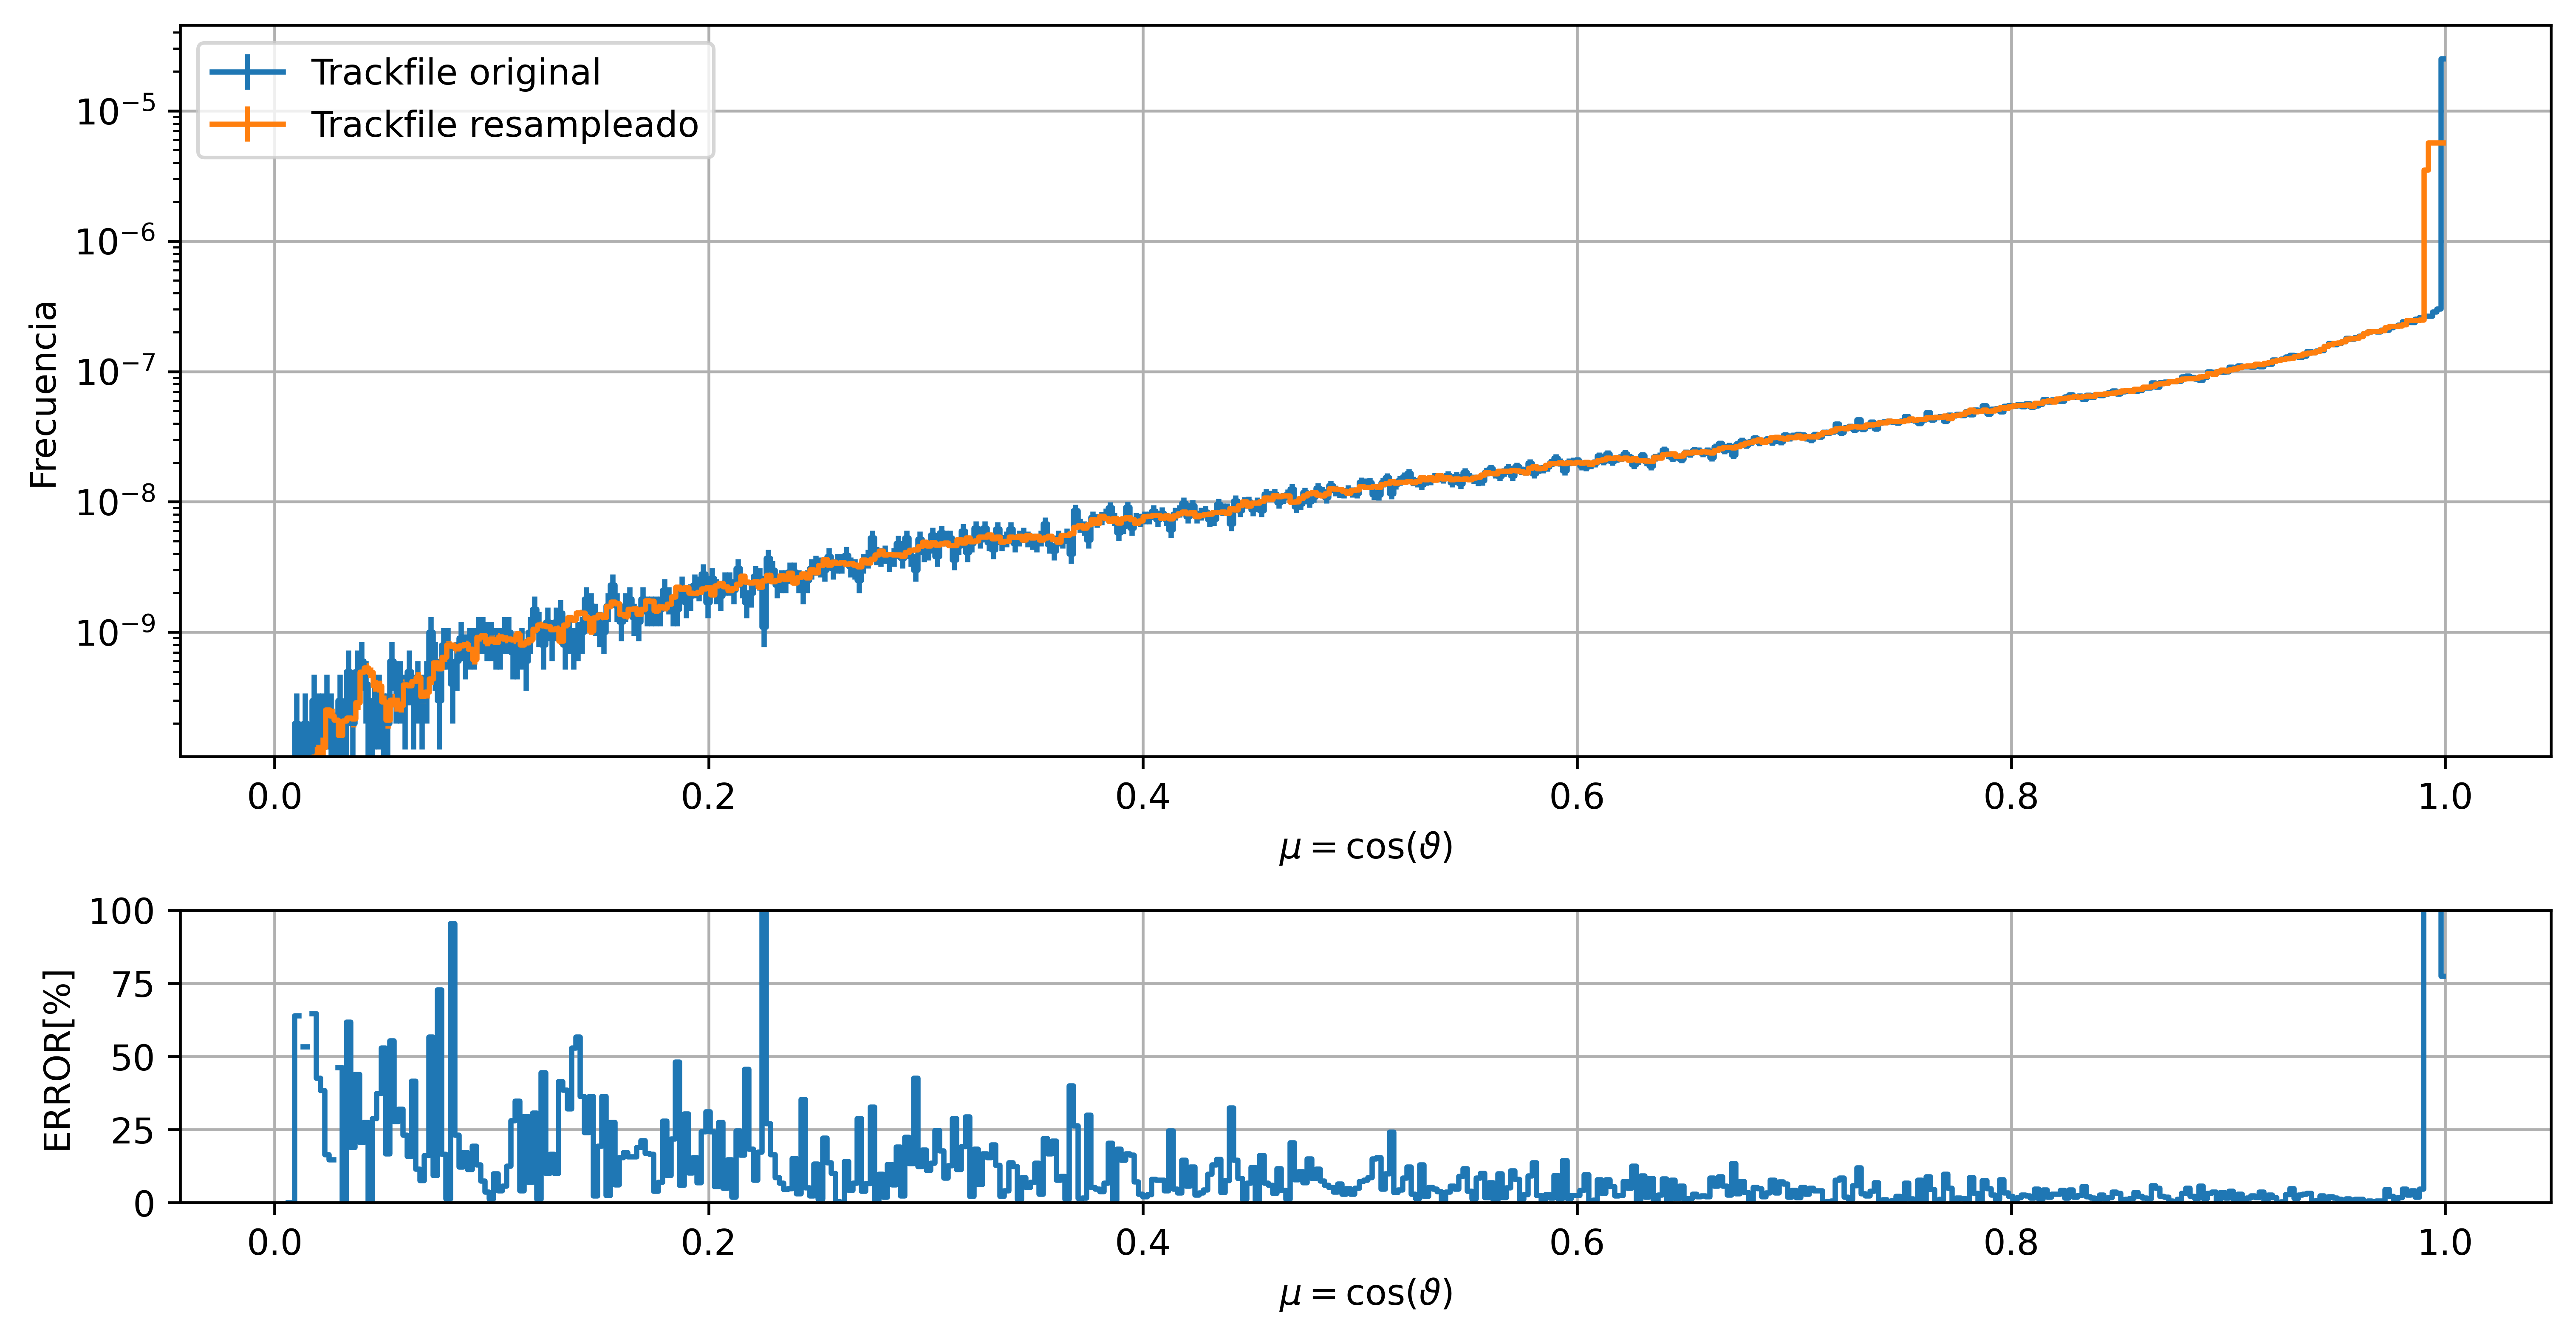 Trackfile original
Trackfile resampleado
10⁻⁵
10⁻⁶
10⁻⁷
10⁻⁸
10⁻⁹
Frecuencia
0.0 0.2 0.4 0.6 0.8 1.0
μ = cos(ϑ)
100
75
50
25
0
ERROR[%]
0.0 0.2 0.4 0.6 0.8 1.0
μ = cos(ϑ)